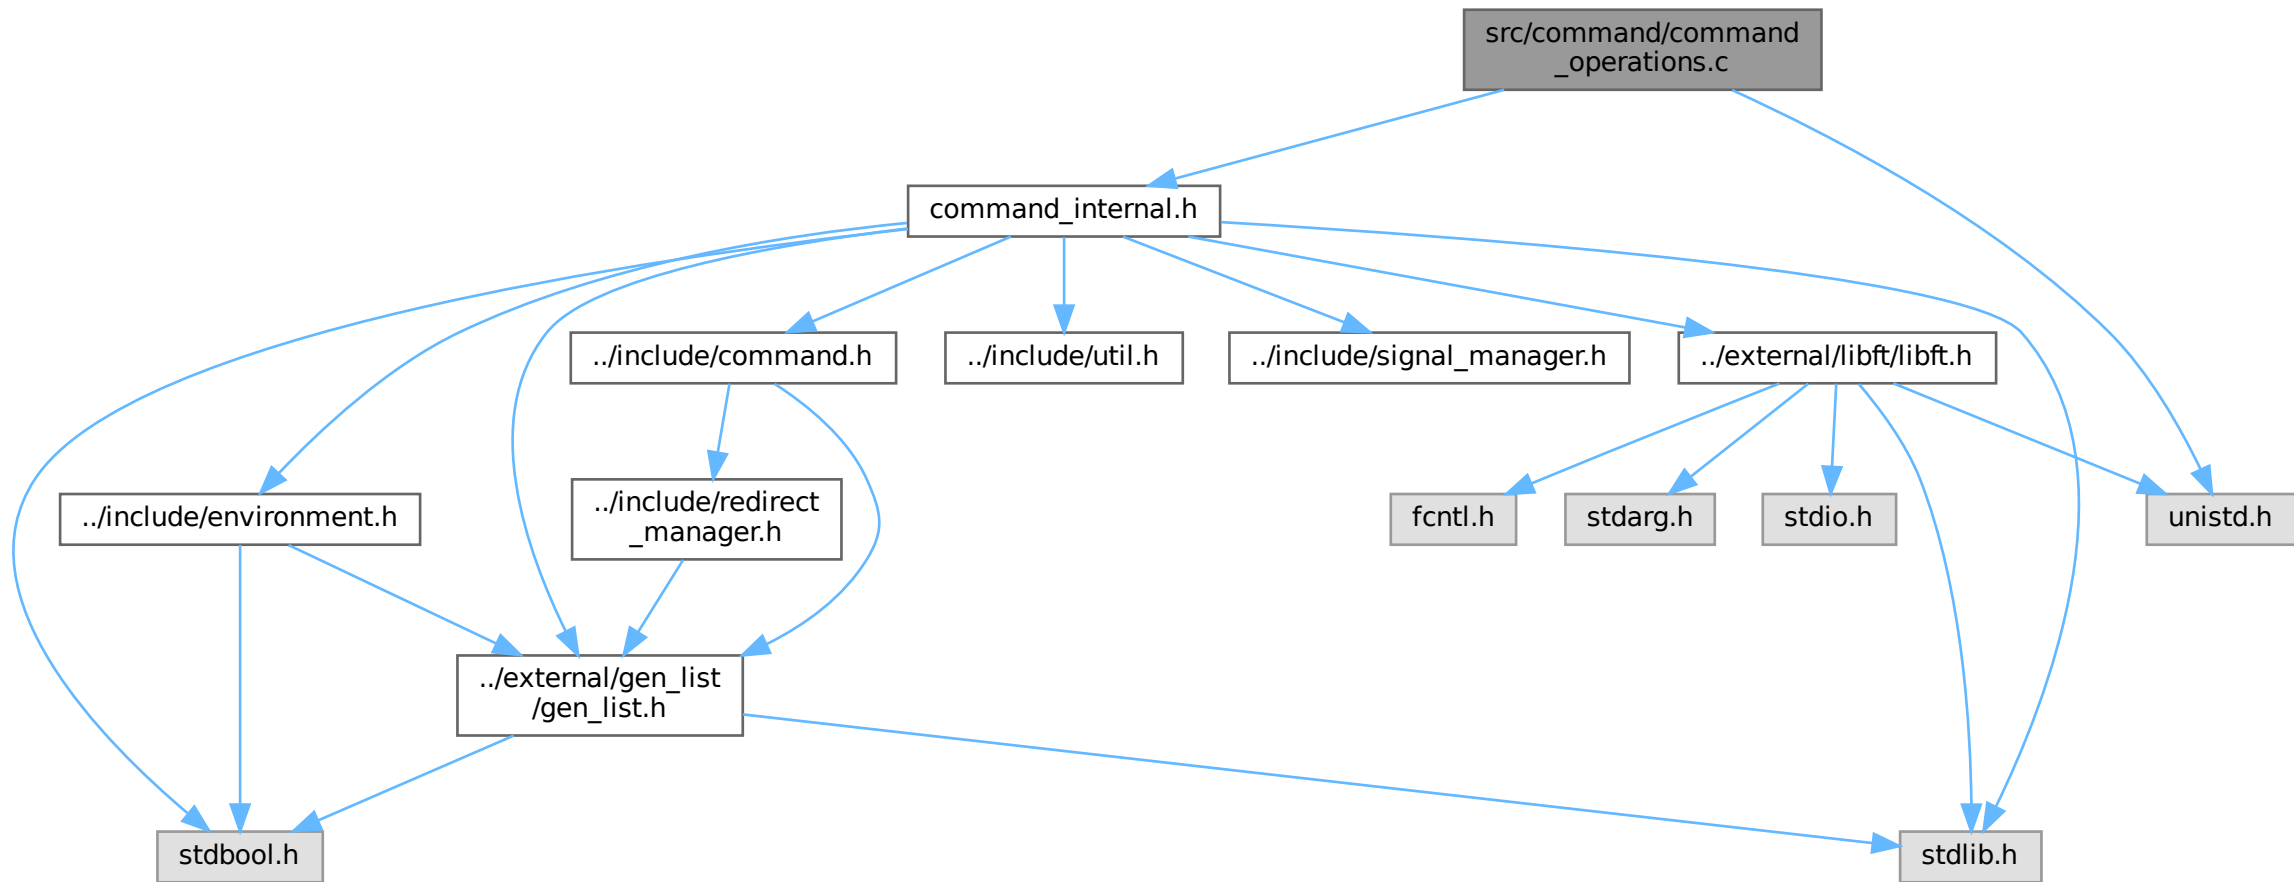 src/command/command
_operations.c
command_internal.h
../include/command.h
../include/util.h
../include/signal_manager.h
../external/libft/libft.h
../include/environment.h
../include/redirect
_manager.h
fcntl.h
stdarg.h
stdio.h
unistd.h
../external/gen_list
/gen_list.h
stdbool.h
stdlib.h